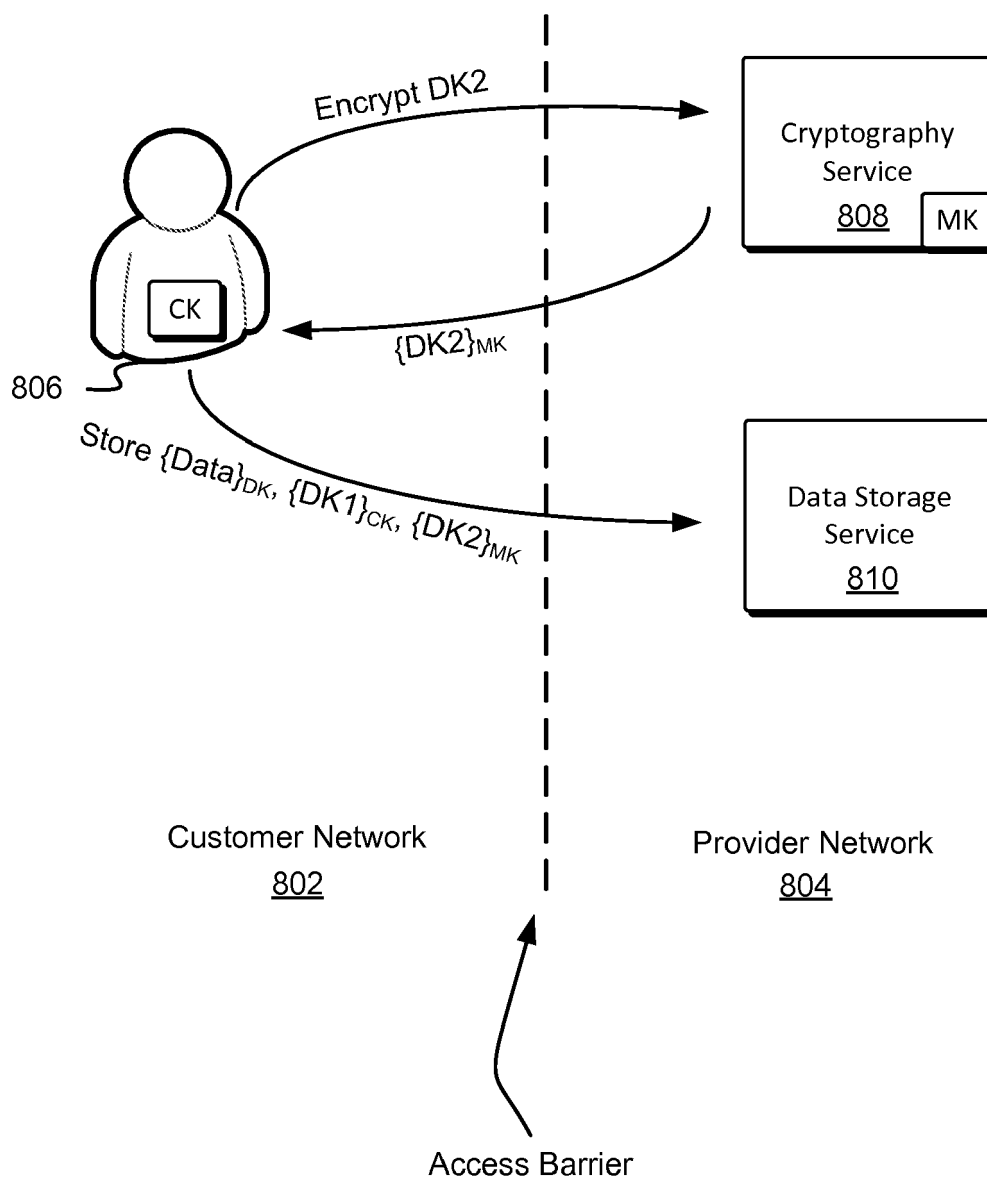 Encrypt DK2
Cryptography
Service
808
MK
CK
{DK2}MK
806
Store {Data}DK, {DK1}CK, {DK2}MK
Data Storage
Service
810
Customer Network
802
Provider Network
804
Access Barrier